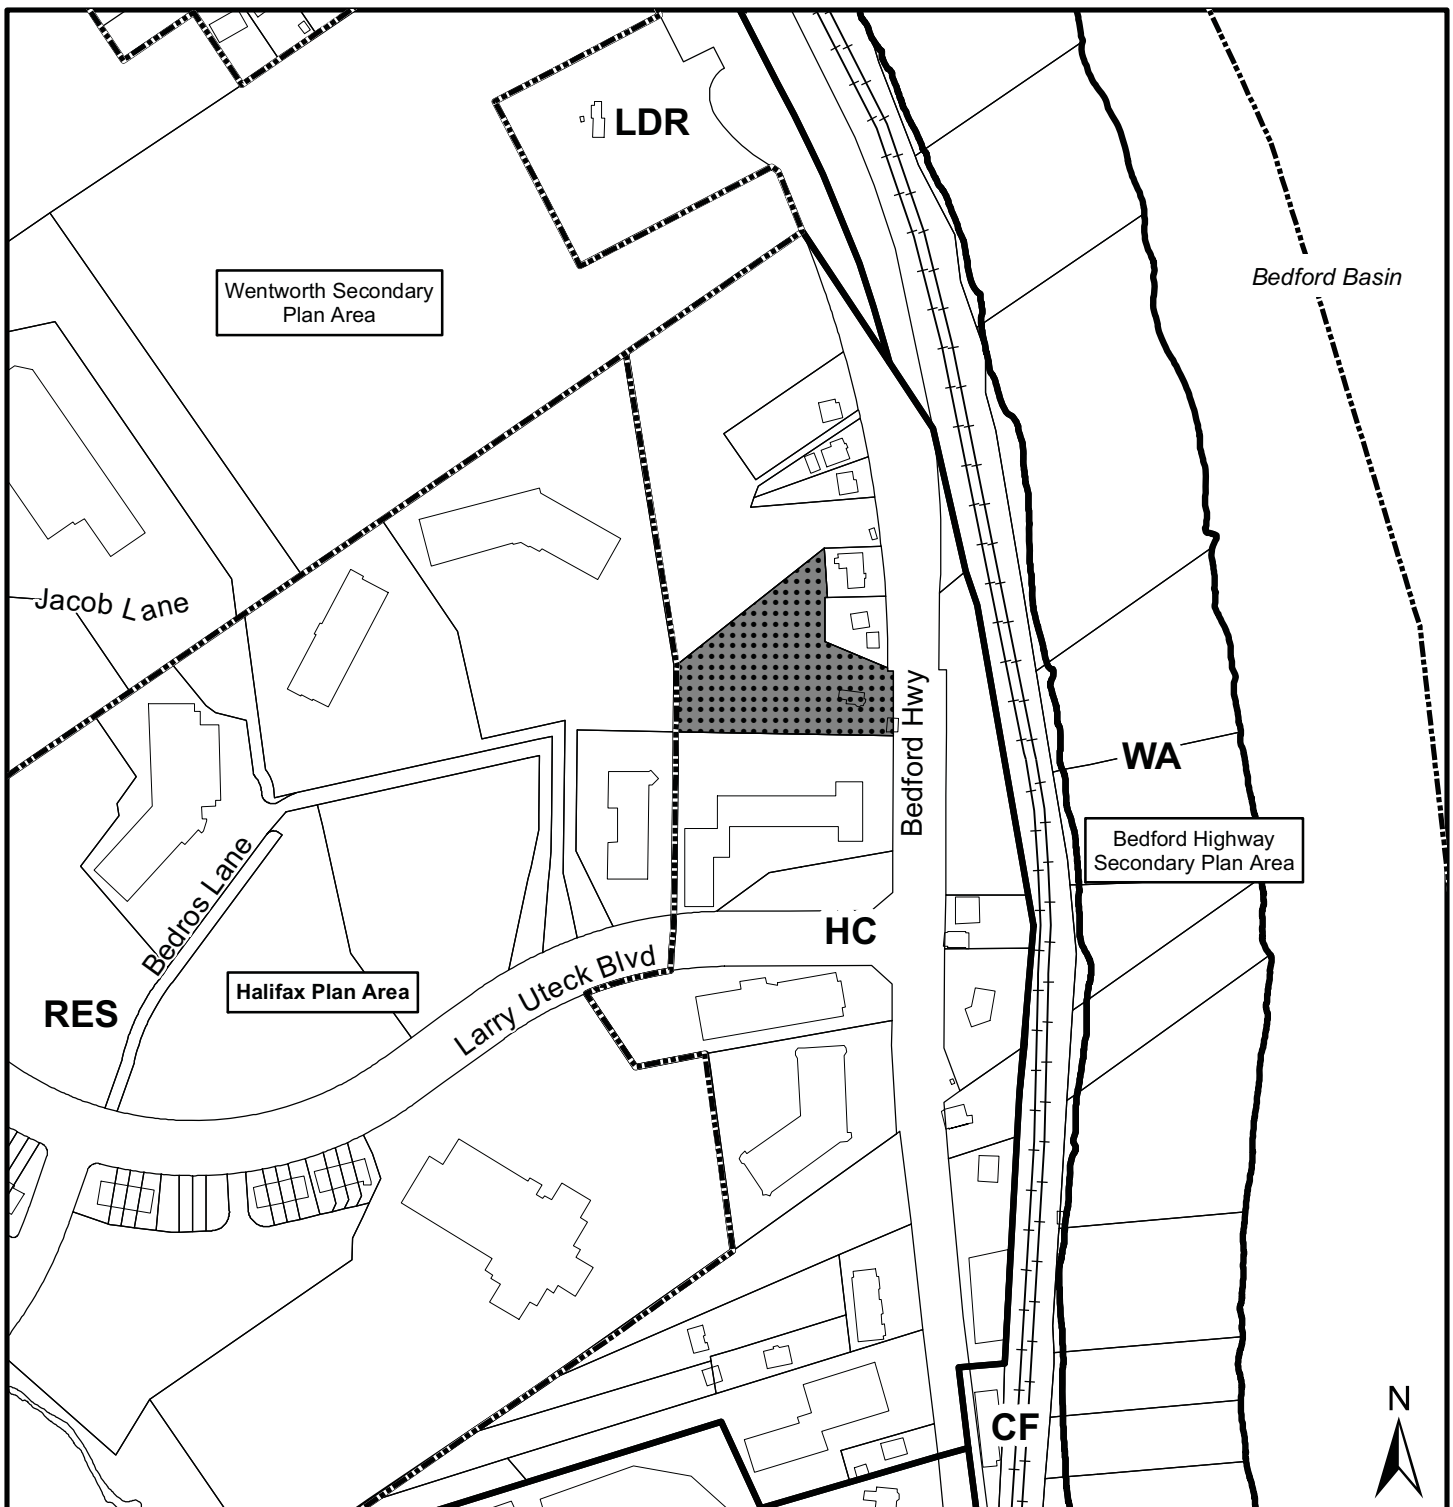 LDR
Bedford Basin
Wentworth Secondary
Plan Area
Jacob Lane
Bedford Hwy
WA
Bedford Highway
Secondary Plan Area
Bedros Lane
HC
Larry Uteck Blvd
Halifax Plan Area
RES
N
CF